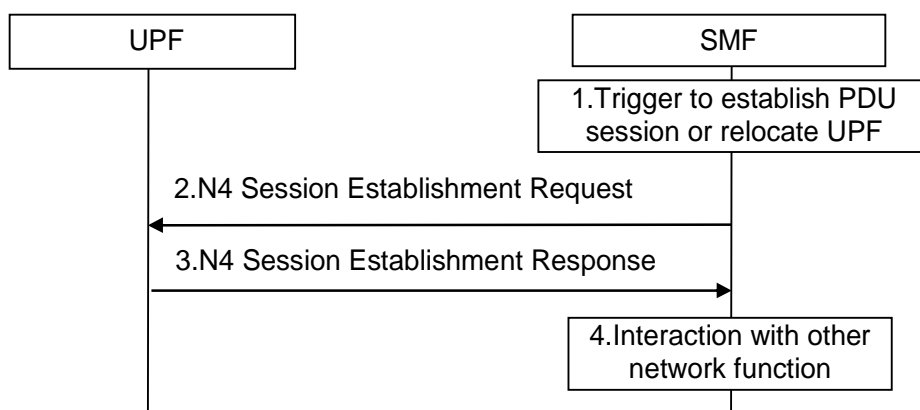 UPF
SMF
1.Trigger to establish PDU
session or relocate UPF
2.N4 Session Establishment Request
3.N4 Session Establishment Response
4.Interaction with other
network function